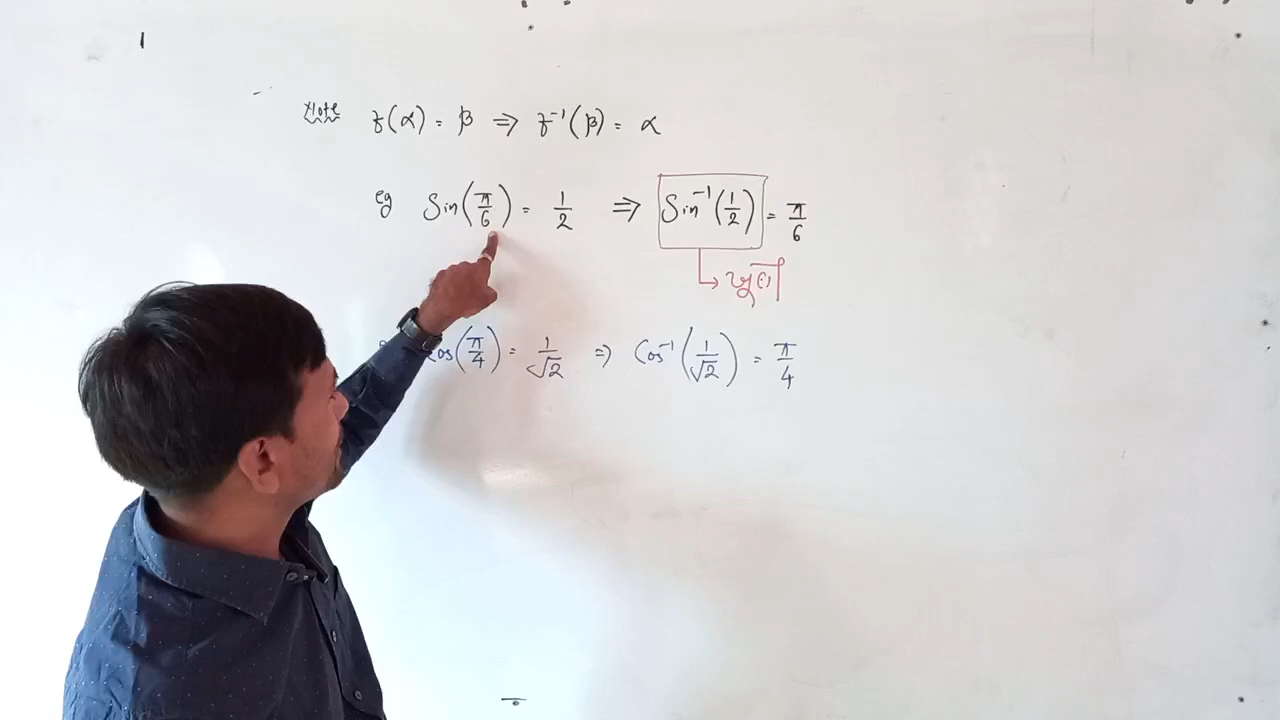 Note f(α) = β ⇒ f⁻¹(β) = α
eg Sin(π/6) = 1/2 ⇒ Sin⁻¹(1/2) = π/6
ખૂણો
Cos(π/4) = 1/√2 ⇒ Cos⁻¹(1/√2) = π/4